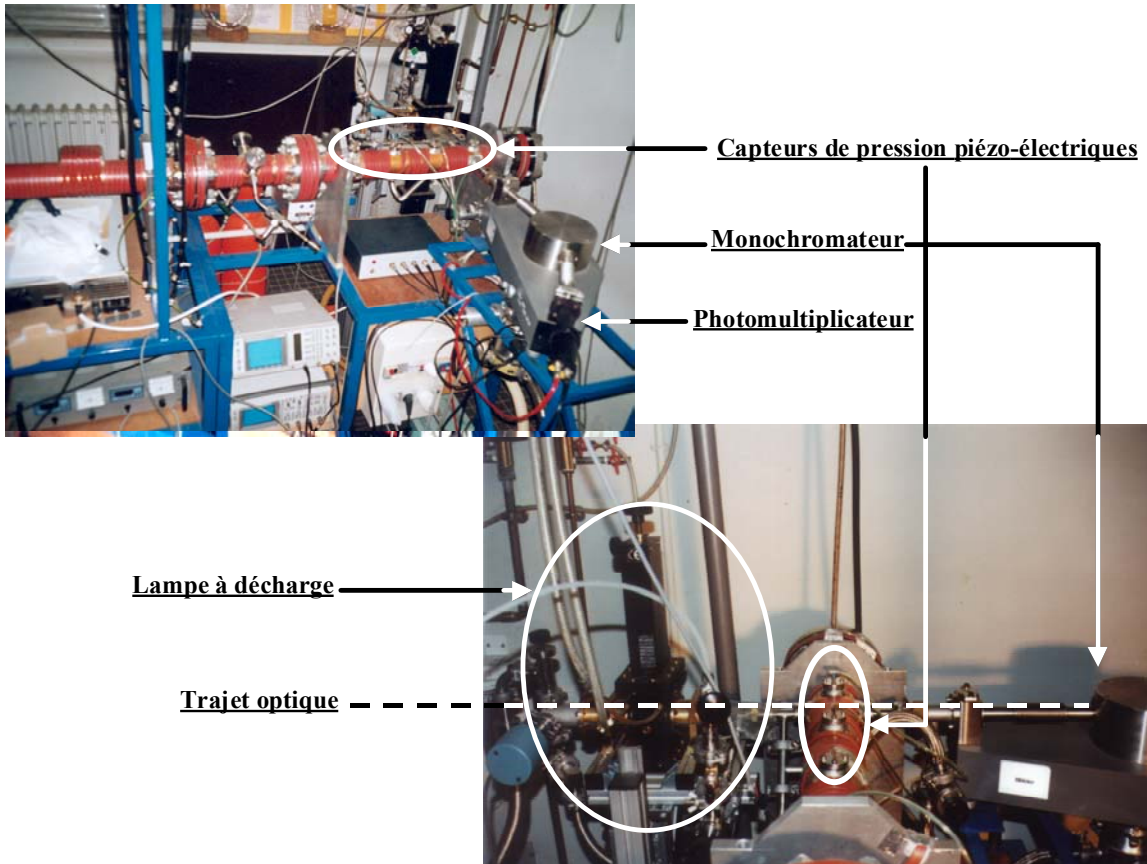 Capteurs de pression piézo-électriques
Monochromateur
Photomultiplicateur
Lampe à décharge
Trajet optique